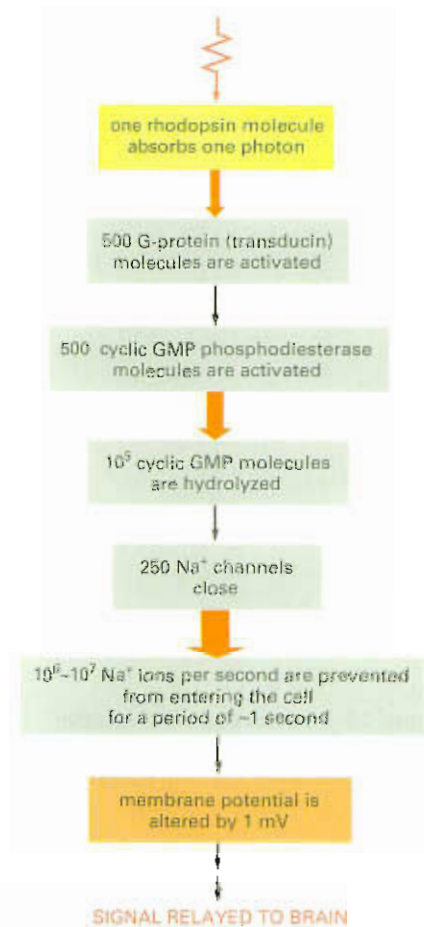 one rhodopsin molecule
absorbs one photon
500 G-protein (transducin)
molecules are activated
500 cyclic GMP phosphodiesterase
molecules are activated
10⁵ cyclic GMP molecules
are hydrolyzed
250 Na⁺ channels
close
10⁶–10⁷ Na⁺ ions per second are prevented
from entering the cell
for a period of ~1 second
membrane potential is
altered by 1 mV
SIGNAL RELAYED TO BRAIN